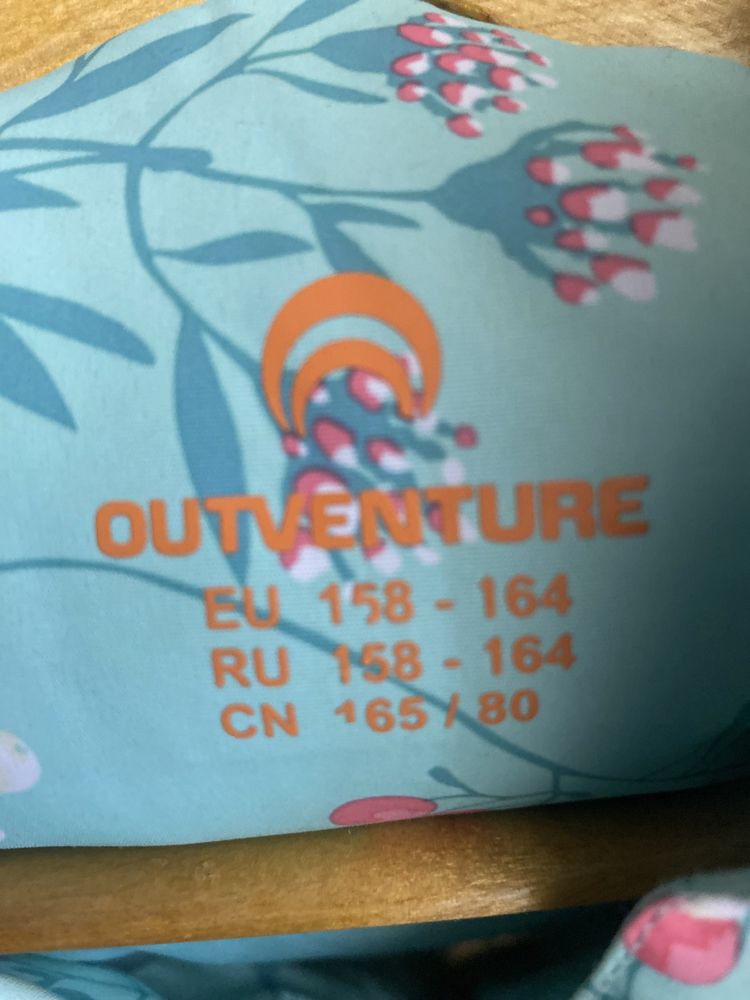 OUTVENTURE
EU 158 - 164
RU 158 - 164
CN 165 / 80